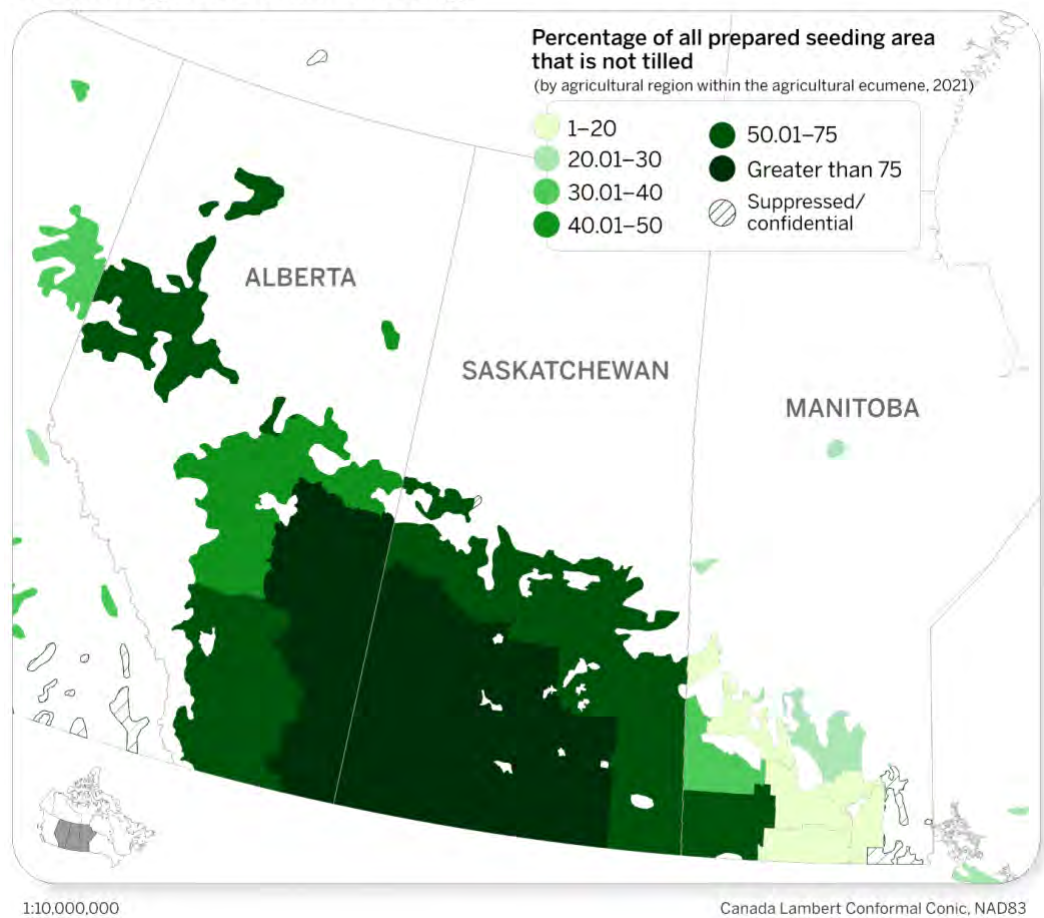 Percentage of all prepared seeding area
that is not tilled
(by agricultural region within the agricultural ecumene, 2021)
1–20
20.01–30
30.01–40
40.01–50
50.01–75
Greater than 75
Suppressed/
confidential
ALBERTA
SASKATCHEWAN
MANITOBA
1:10,000,000
Canada Lambert Conformal Conic, NAD83